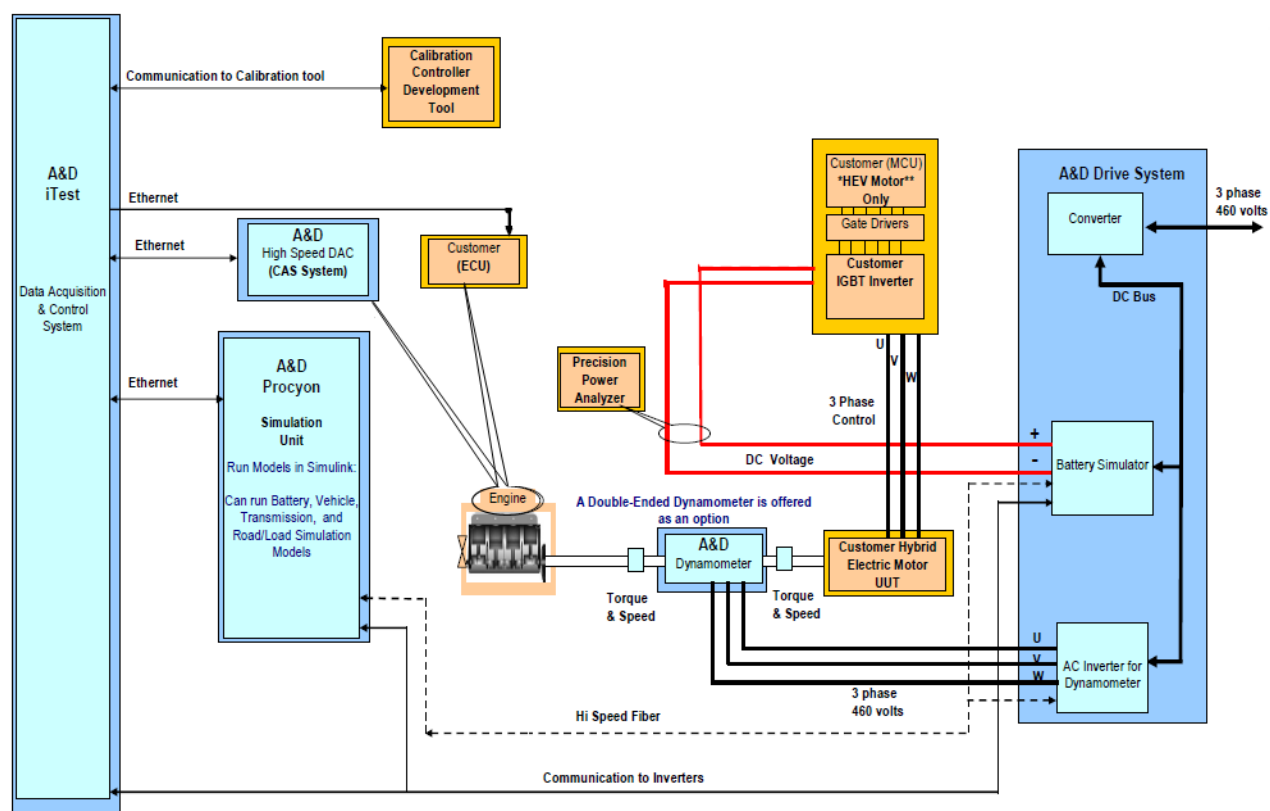 A&D
iTest
Data Acquisition
& Control
System
Communication to Calibration tool
Calibration
Controller
Development
Tool
Ethernet
Ethernet
A&D
High Speed DAC
(CAS System)
Customer
(ECU)
Ethernet
A&D
Procyon
Simulation
Unit
Run Models in Simulink:
Can run Battery, Vehicle,
Transmission, and
Road/Load Simulation
Models
Engine
Precision
Power
Analyzer
Customer (MCU)
*HEV Motor**
Only
Gate Drivers
Customer
IGBT Inverter
U
V
W
3 Phase
Control
DC Voltage
A Double-Ended Dynamometer is offered
as an option
A&D
Dynamometer
Customer Hybrid
Electric Motor
UUT
Torque
& Speed
Torque
& Speed
A&D Drive System
Converter
3 phase
460 volts
DC Bus
+
-
Battery Simulator
U
V
W
AC Inverter for
Dynamometer
3 phase
460 volts
Hi Speed Fiber
Communication to Inverters